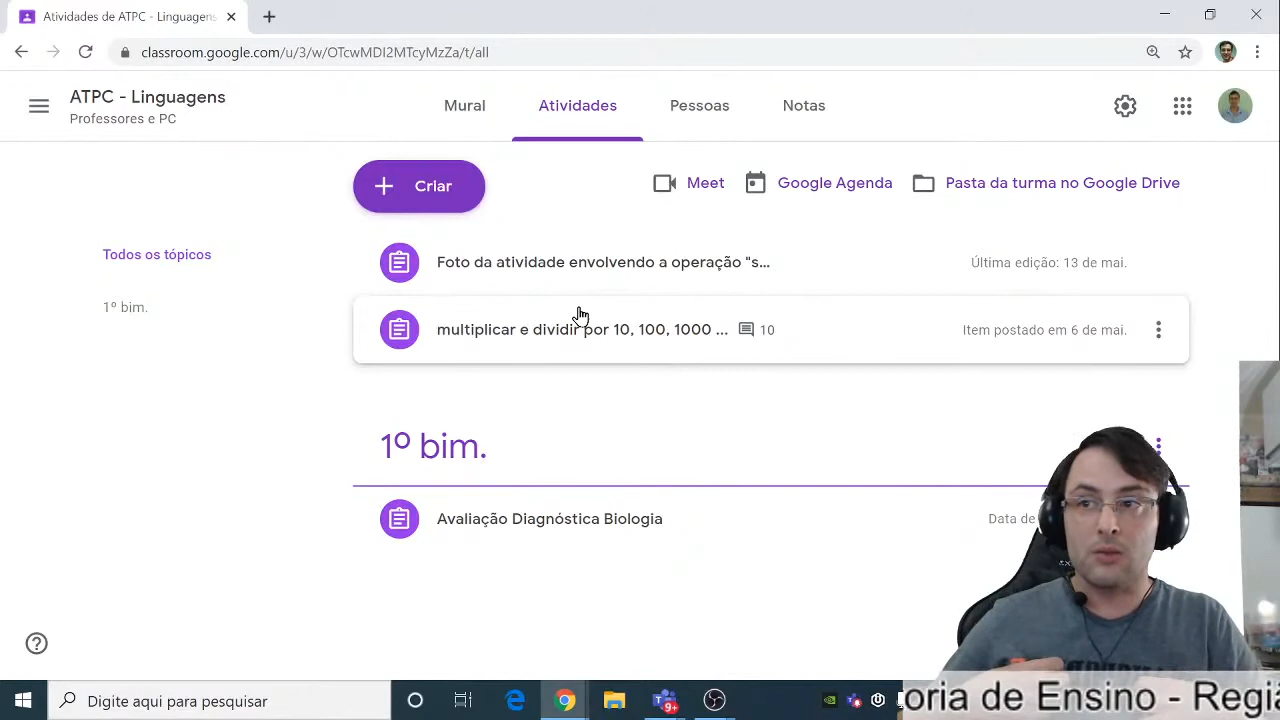 Atividades de ATPC - Linguagens
classroom.google.com/u/3/w/OTcwMDI2MTcyMzZa/t/all
ATPC - Linguagens
Professores e PC
Mural
Atividades
Pessoas
Notas
Criar
Meet
Google Agenda
Pasta da turma no Google Drive
Todos os tópicos
1º bim.
Foto da atividade envolvendo a operação "s...
Última edição: 13 de mai.
multiplicar e dividir por 10, 100, 1000 ...
10
Item postado em 6 de mai.
1º bim.
Avaliação Diagnóstica Biologia
Data de
Digite aqui para pesquisar
9+
oria de Ensino - Regiã